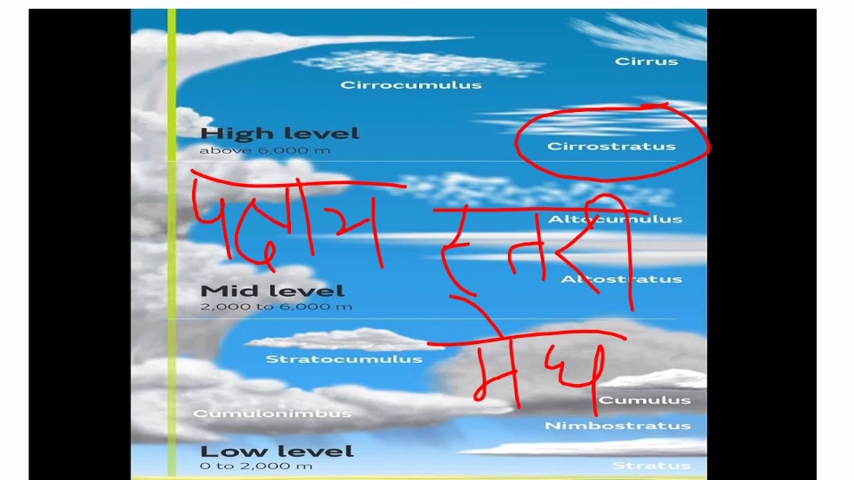 Cirrus
Cirrocumulus
High level
above 6,000 m
Cirrostratus
पक्षाभ स्तरी
Altocumulus
Altostratus
Mid level
2,000 to 6,000 m
मेघ
Stratocumulus
Cumulus
Cumulonimbus
Nimbostratus
Low level
0 to 2,000 m
Stratus